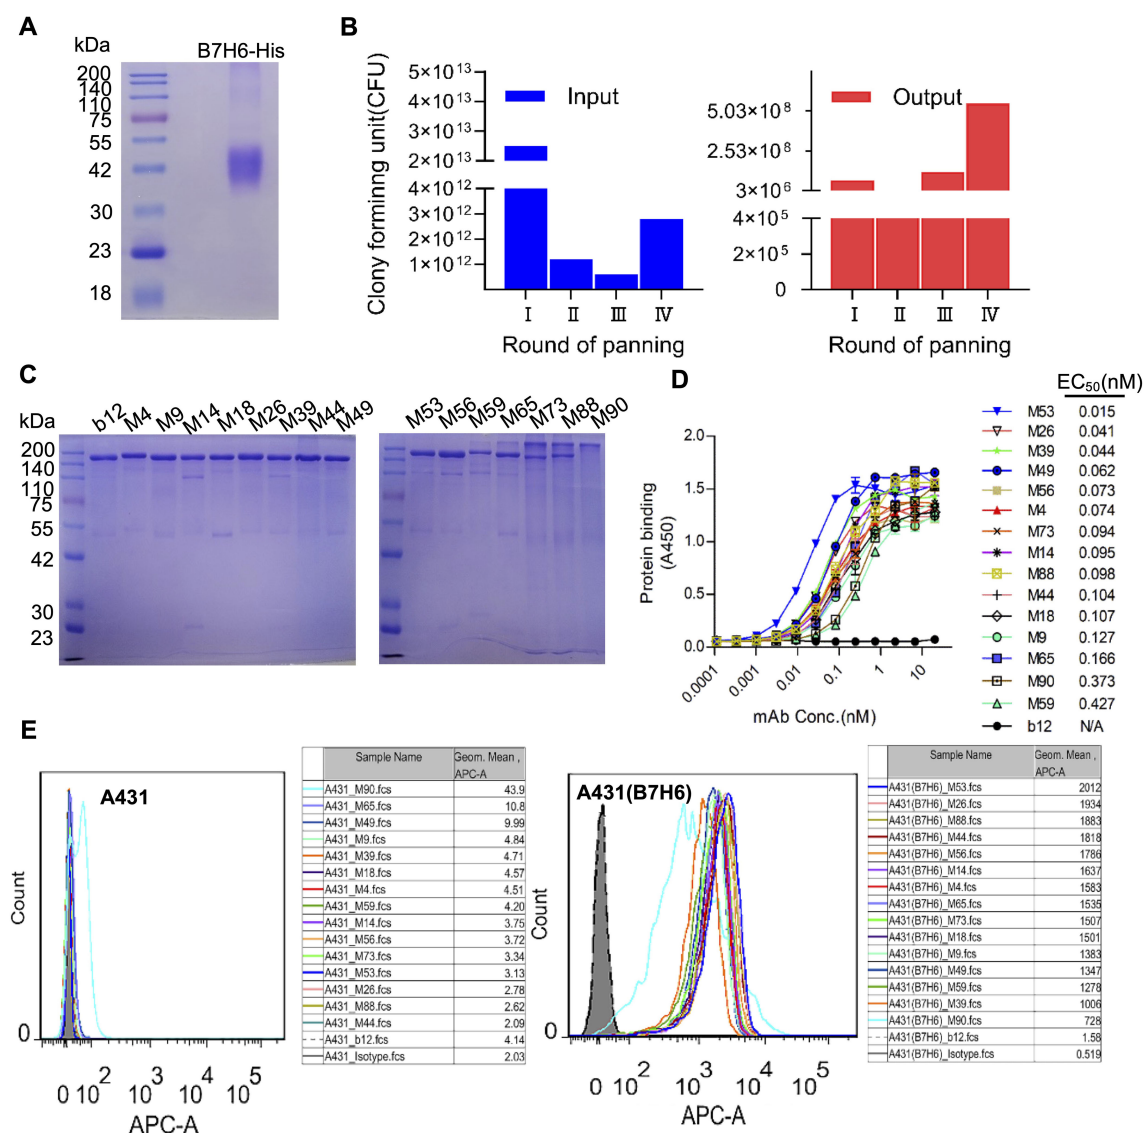 A
kDa
B7H6-His
200
140
110
75
55
42
30
23
18
B
Clony forminng unit(CFU)
5×10¹³
4×10¹³
3×10¹³
2×10¹³
4×10¹²
3×10¹²
2×10¹²
1×10¹²
Input
I II III IV
Round of panning
Output
5.03×10⁸
2.53×10⁸
3×10⁶
4×10⁵
2×10⁵
0
I II III IV
Round of panning
C
kDa
b12 M4 M9 M14 M18 M26 M39 M44 M49
M53 M56 M59 M65 M73 M88 M90
200
140
110
75
55
42
30
23
D
Protein binding
(A450)
2.0
1.5
1.0
0.5
0.0
0.0001 0.001 0.01 0.1 1 10
mAb Conc.(nM)
EC₅₀(nM)
M53 0.015
M26 0.041
M39 0.044
M49 0.062
M56 0.073
M4 0.074
M73 0.094
M14 0.095
M88 0.098
M44 0.104
M18 0.107
M9 0.127
M65 0.166
M90 0.373
M59 0.427
b12 N/A
E
A431
Count
0
0 10² 10³ 10⁴ 10⁵
APC-A
Sample Name Geom. Mean , APC-A
A431_M90.fcs 43.9
A431_M65.fcs 10.8
A431_M49.fcs 9.99
A431_M9.fcs 4.84
A431_M39.fcs 4.71
A431_M18.fcs 4.57
A431_M4.fcs 4.51
A431_M59.fcs 4.20
A431_M14.fcs 3.75
A431_M56.fcs 3.72
A431_M73.fcs 3.34
A431_M53.fcs 3.13
A431_M26.fcs 2.78
A431_M88.fcs 2.62
A431_M44.fcs 2.09
A431_b12.fcs 4.14
A431_Isotype.fcs 2.03
A431(B7H6)
Count
0
0 10² 10³ 10⁴ 10⁵
APC-A
Sample Name Geom. Mean , APC-A
A431(B7H6)_M53.fcs 2012
A431(B7H6)_M26.fcs 1934
A431(B7H6)_M88.fcs 1883
A431(B7H6)_M44.fcs 1818
A431(B7H6)_M56.fcs 1786
A431(B7H6)_M14.fcs 1637
A431(B7H6)_M4.fcs 1583
A431(B7H6)_M65.fcs 1535
A431(B7H6)_M73.fcs 1507
A431(B7H6)_M18.fcs 1501
A431(B7H6)_M9.fcs 1383
A431(B7H6)_M49.fcs 1347
A431(B7H6)_M59.fcs 1278
A431(B7H6)_M39.fcs 1006
A431(B7H6)_M90.fcs 728
A431(B7H6)_b12.fcs 1.58
A431(B7H6)_Isotype.fcs 0.519